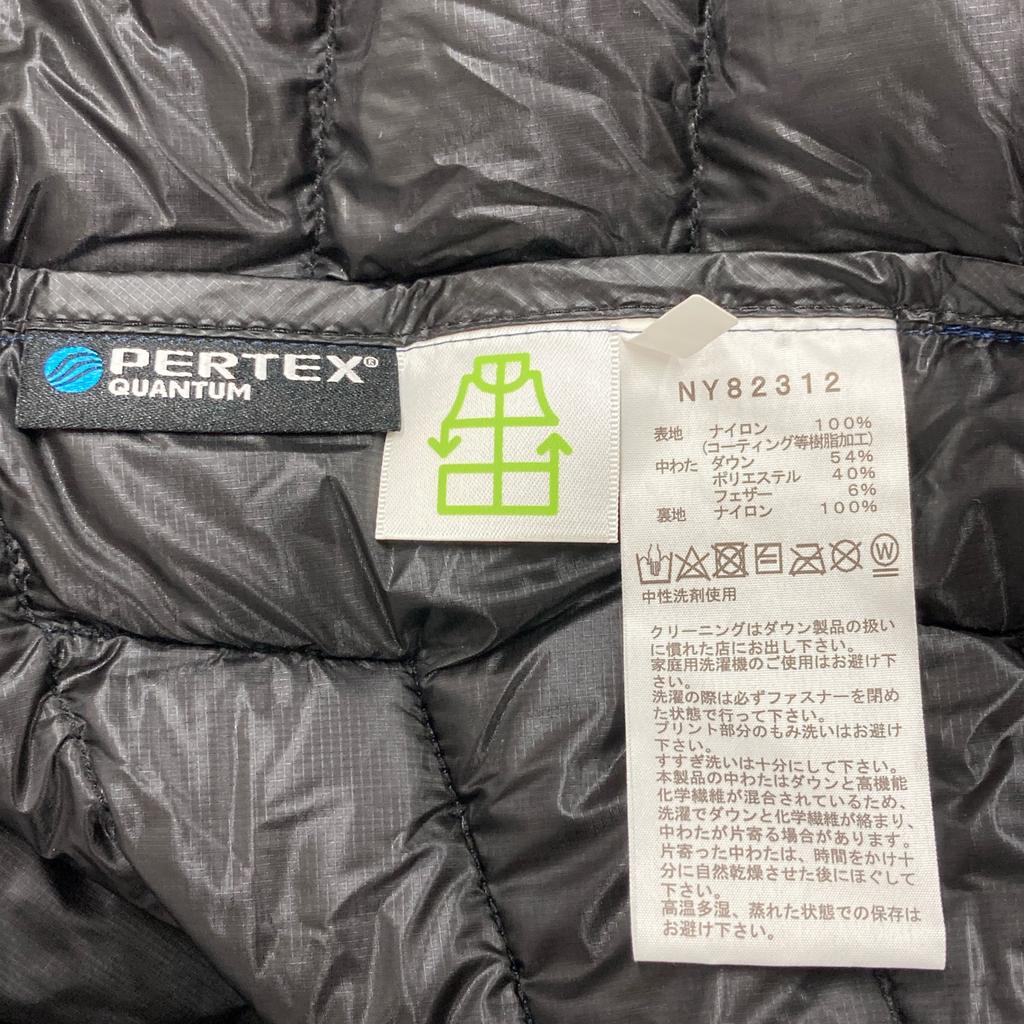 PERTEX®
QUANTUM
NY82312
表地 ナイロン 100%
(コーティング等樹脂加工)
中わた ダウン 54%
ポリエステル 40%
フェザー 6%
裏地 ナイロン 100%
W
中性洗剤使用
クリーニングはダウン製品の扱い
に慣れた店にお出し下さい。
家庭用洗濯機のご使用はお避け下
さい。
洗濯の際は必ずファスナーを閉め
た状態で行って下さい。
プリント部分のもみ洗いはお避け
下さい。
すすぎ洗いは十分にして下さい。
本製品の中わたはダウンと高機能
化学繊維が混合されているため、
洗濯でダウンと化学繊維が絡まり、
中わたが片寄る場合があります。
片寄った中わたは、時間をかけ十
分に自然乾燥させた後にほぐして
下さい。
高温多湿、蒸れた状態での保存は
お避け下さい。